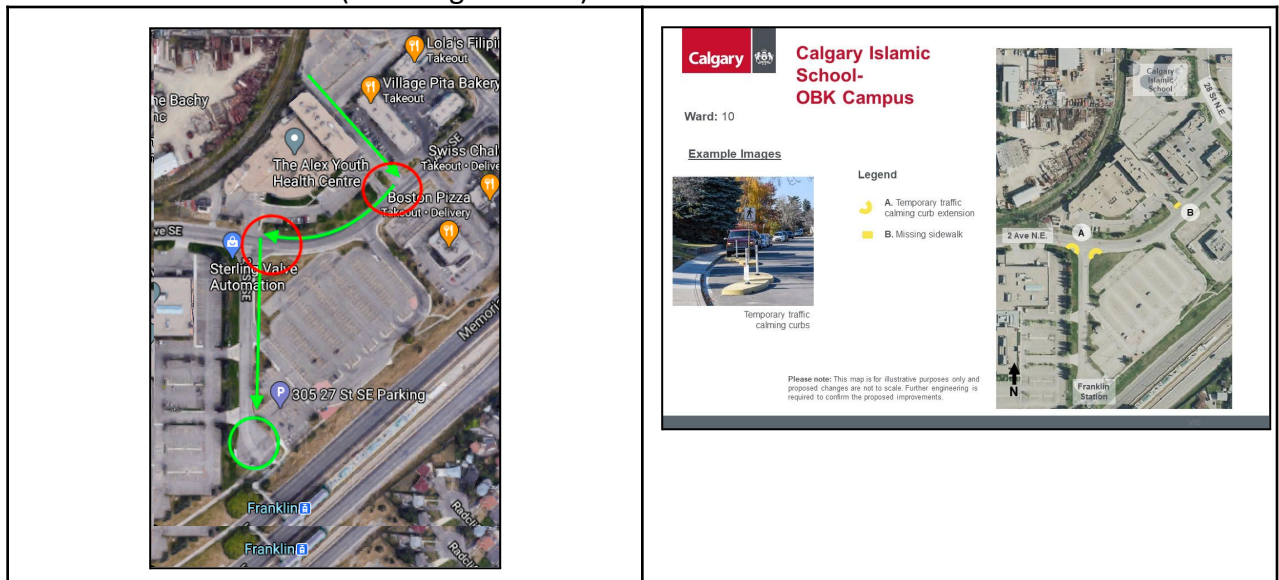 Lola's Filipi
Takeout
Village Pita Bakery
Takeout
he Bachy
nc
Swiss Chal
Takeout • Delive
The Alex Youth
Health Centre
Boston Pizza
Takeout • Delivery
ve SE
Sterling Valve
Automation
Memoria
P
305 27 St SE Parking
Franklin
Franklin
Calgary
Calgary Islamic
School-
OBK Campus
Ward: 10
Example Images
Temporary traffic
calming curbs
Legend
A. Temporary traffic
calming curb extension
B. Missing sidewalk
Please note: This map is for illustrative purposes only and
proposed changes are not to scale. Further engineering is
required to confirm the proposed improvements.
Calgary
Islamic
School
28 St N.E.
B
A
2 Ave N.E.
Franklin
Station
N